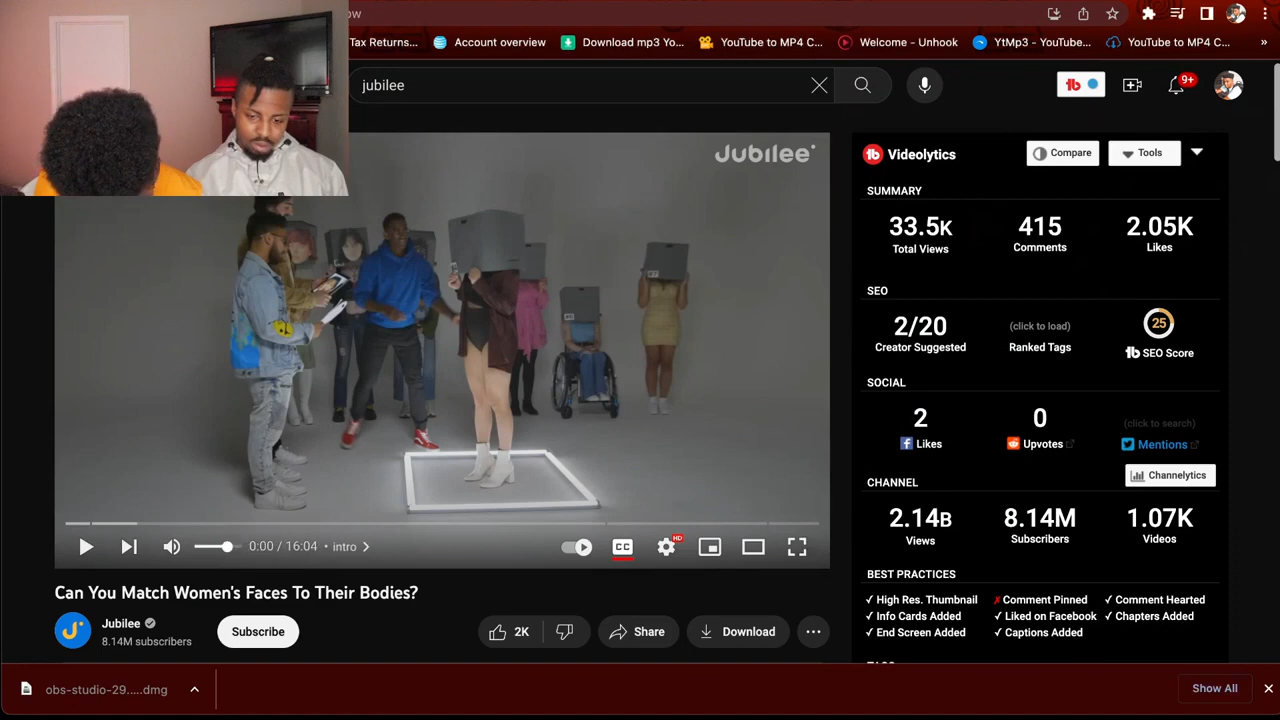 ow
Tax Returns...
Account overview
Download mp3 Yo...
YouTube to MP4 C...
Welcome - Unhook
YtMp3 - YouTube...
YouTube to MP4 C...
»
jubilee
9+
Jubilee
Videolytics
Compare
Tools
SUMMARY
33.5K
415
2.05K
Total Views
Comments
Likes
SEO
2/20
(click to load)
25
Creator Suggested
Ranked Tags
SEO Score
SOCIAL
2
0
(click to search)
Likes
Upvotes
Mentions
Channelytics
CHANNEL
2.14B
8.14M
1.07K
Views
Subscribers
Videos
BEST PRACTICES
✓ High Res. Thumbnail
✗ Comment Pinned
✓ Comment Hearted
✓ Info Cards Added
✓ Liked on Facebook
✓ Chapters Added
✓ End Screen Added
✓ Captions Added
0:00 / 16:04 • intro
CC
HD
Can You Match Women's Faces To Their Bodies?
Jubilee
8.14M subscribers
Subscribe
2K
Share
Download
obs-studio-29.....dmg
Show All